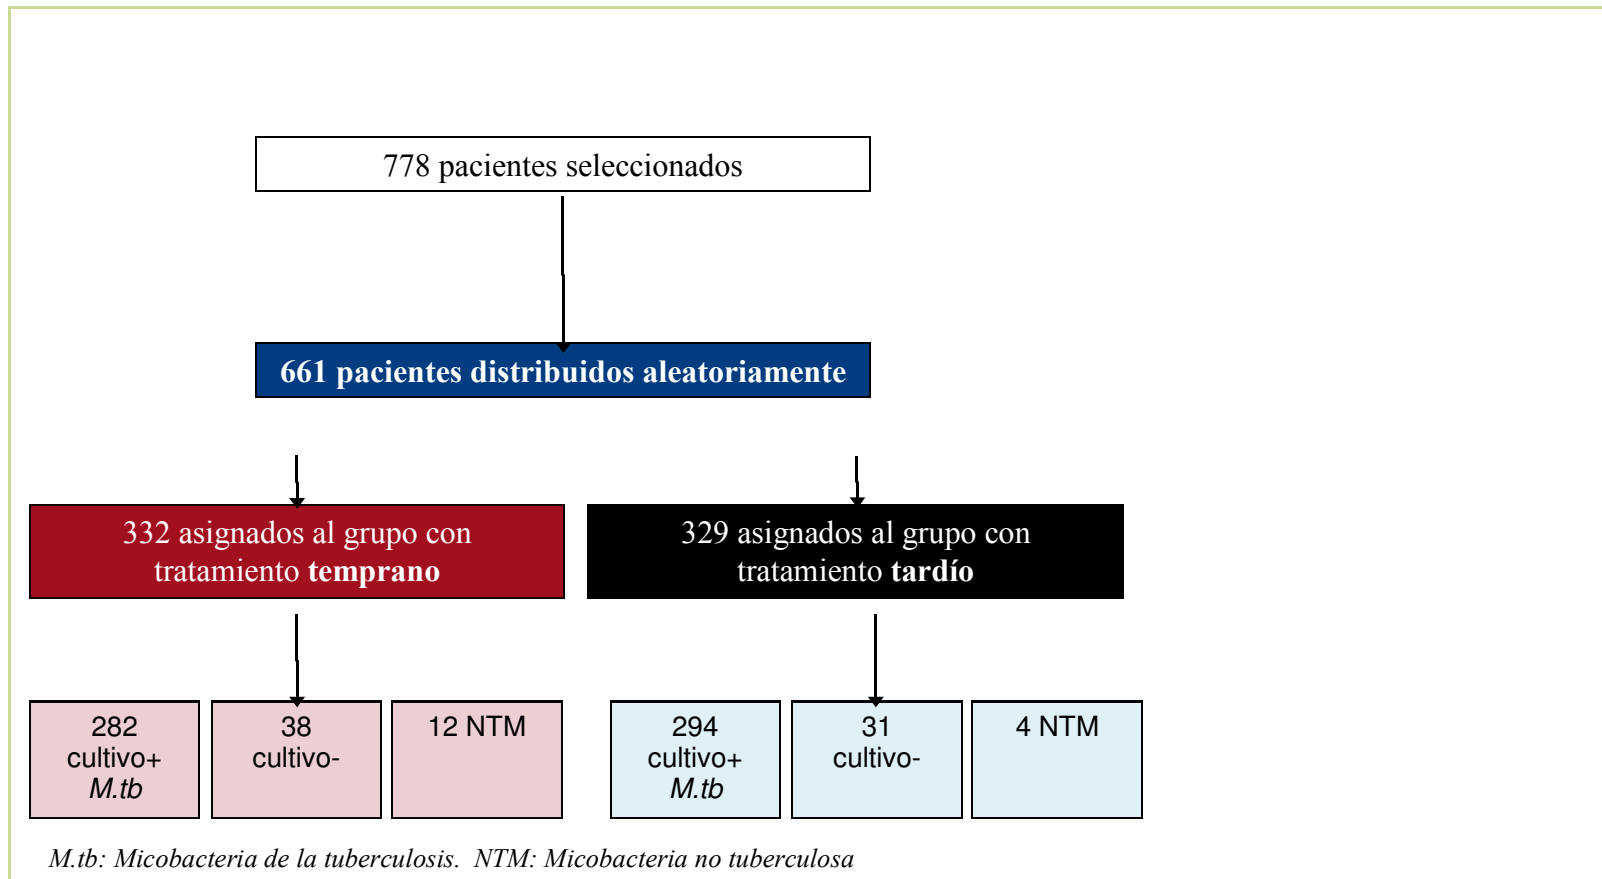 778 pacientes seleccionados
661 pacientes distribuidos aleatoriamente
332 asignados al grupo con
tratamiento temprano
329 asignados al grupo con
tratamiento tardío
282
cultivo+
M.tb
38
cultivo-
12 NTM
294
cultivo+
M.tb
31
cultivo-
4 NTM
M.tb: Micobacteria de la tuberculosis. NTM: Micobacteria no tuberculosa